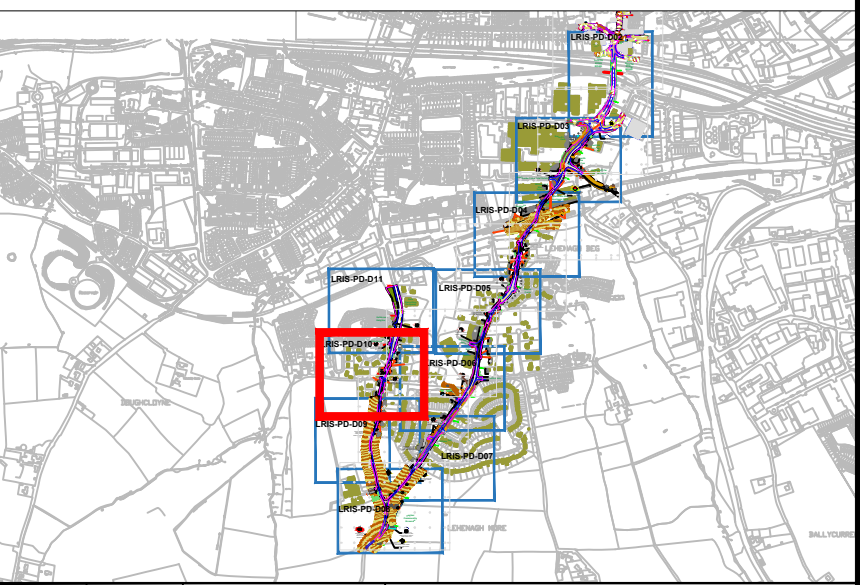 LRIS-PD-D02
LRIS-PD-D03
LRIS-PD-D04
LEHENAGH BEG
LRIS-PD-D11
LRIS-PD-D05
LRIS-PD-D10
LRIS-PD-D06
DOUGHCLOYNE
LRIS-PD-D09
LRIS-PD-D07
LRIS-PD-D08
LEHENAGH MORE
BALLYCURRE